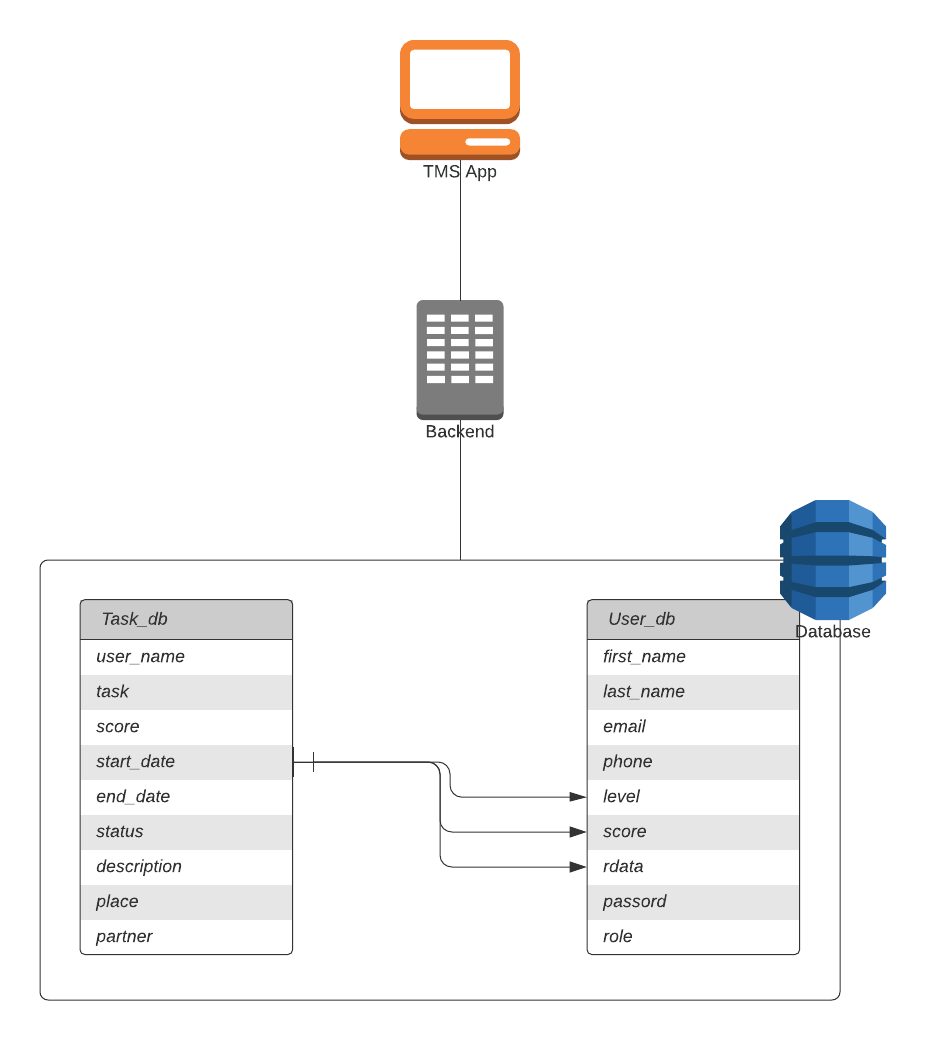 TMS App
Backend
Database
Task_db
user_name
task
score
start_date
end_date
status
description
place
partner
User_db
first_name
last_name
email
phone
level
score
rdata
passord
role